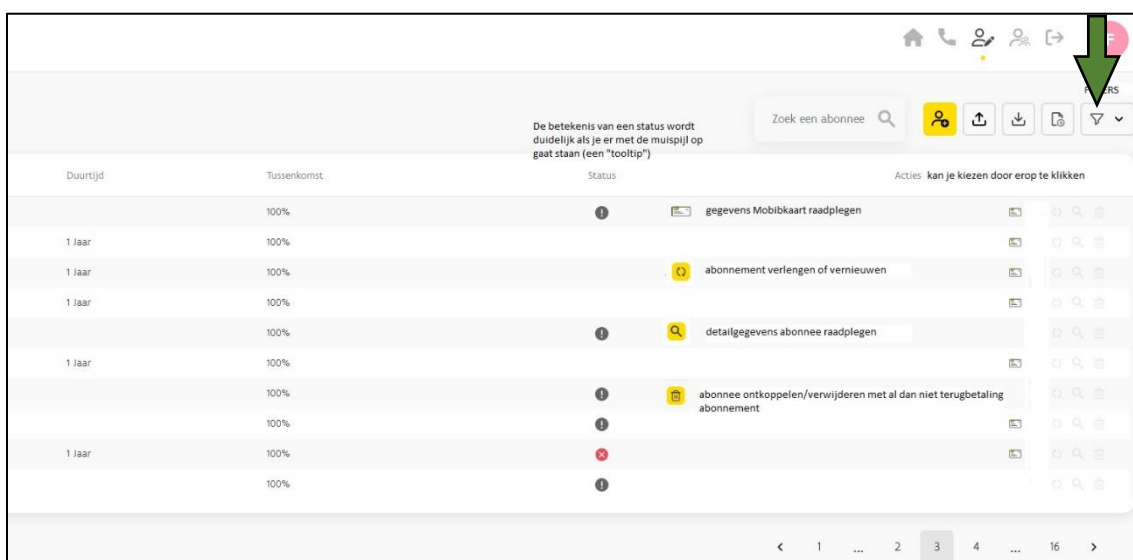 De betekenis van een status wordt
duidelijk als je er met de muispijl op
gaat staan (een "tooltip")
Zoek een abonnee
Duurtijd Tussenkomst Status Acties kan je kiezen door erop te klikken
100% gegevens Mobibkaart raadplegen
1 Jaar 100%
1 Jaar 100% abonnement verlengen of vernieuwen
1 Jaar 100%
100% detailgegevens abonnee raadplegen
1 Jaar 100%
100% abonnee ontkoppelen/verwijderen met al dan niet terugbetaling
abonnement
100%
1 Jaar 100%
100%
< 1 ... 2 3 4 ... 16 >